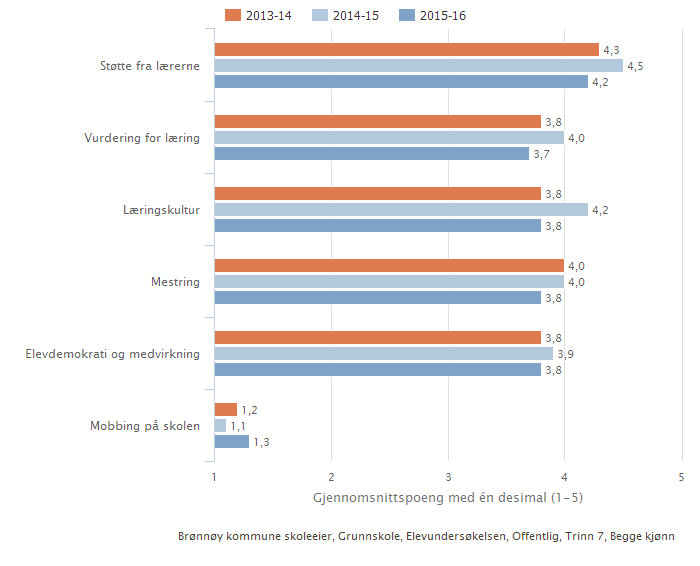 2013-14 2014-15 2015-16
Støtte fra lærerne
4,3
4,5
4,2
Vurdering for læring
3,8
4,0
3,7
Læringskultur
3,8
4,2
3,8
Mestring
4,0
4,0
3,8
Elevdemokrati og medvirkning
3,8
3,9
3,8
Mobbing på skolen
1,2
1,1
1,3
1 2 3 4 5
Gjennomsnittspoeng med én desimal (1-5)
Brønnøy kommune skoleeier, Grunnskole, Elevundersøkelsen, Offentlig, Trinn 7, Begge kjønn